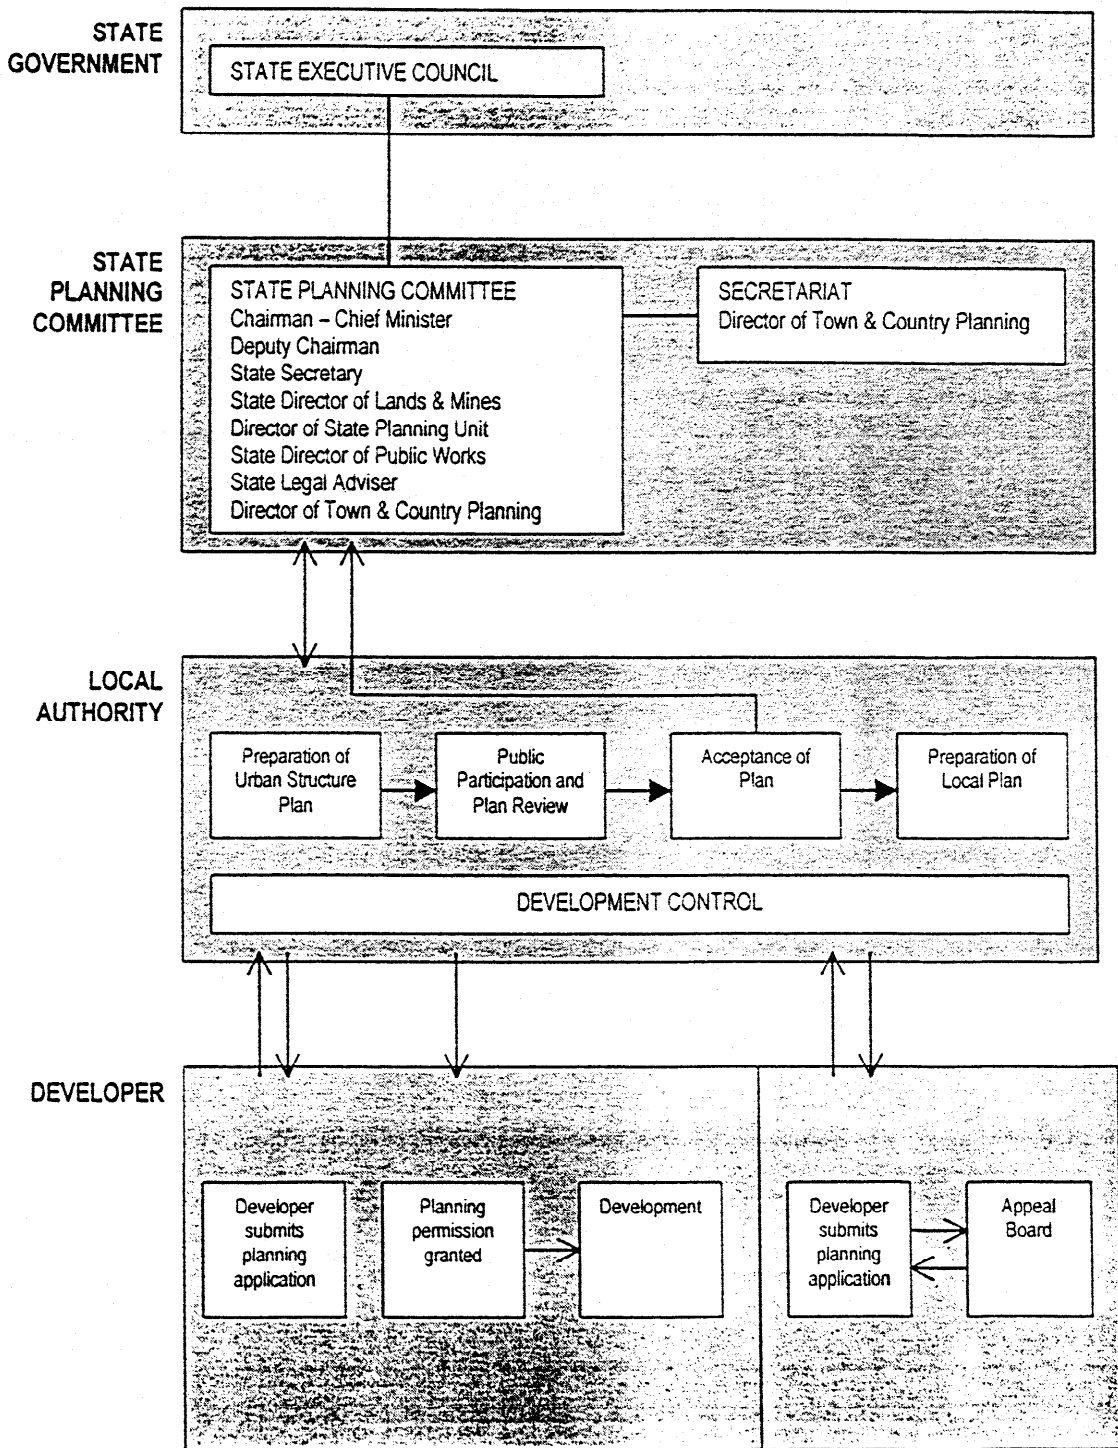 STATE
GOVERNMENT
STATE EXECUTIVE COUNCIL
STATE
PLANNING
COMMITTEE
STATE PLANNING COMMITTEE
Chairman – Chief Minister
Deputy Chairman
State Secretary
State Director of Lands & Mines
Director of State Planning Unit
State Director of Public Works
State Legal Adviser
Director of Town & Country Planning
SECRETARIAT
Director of Town & Country Planning
LOCAL
AUTHORITY
Preparation of
Urban Structure
Plan
Public
Participation and
Plan Review
Acceptance of
Plan
Preparation of
Local Plan
DEVELOPMENT CONTROL
DEVELOPER
Developer
submits
planning
application
Planning
permission
granted
Development
Developer
submits
planning
application
Appeal
Board